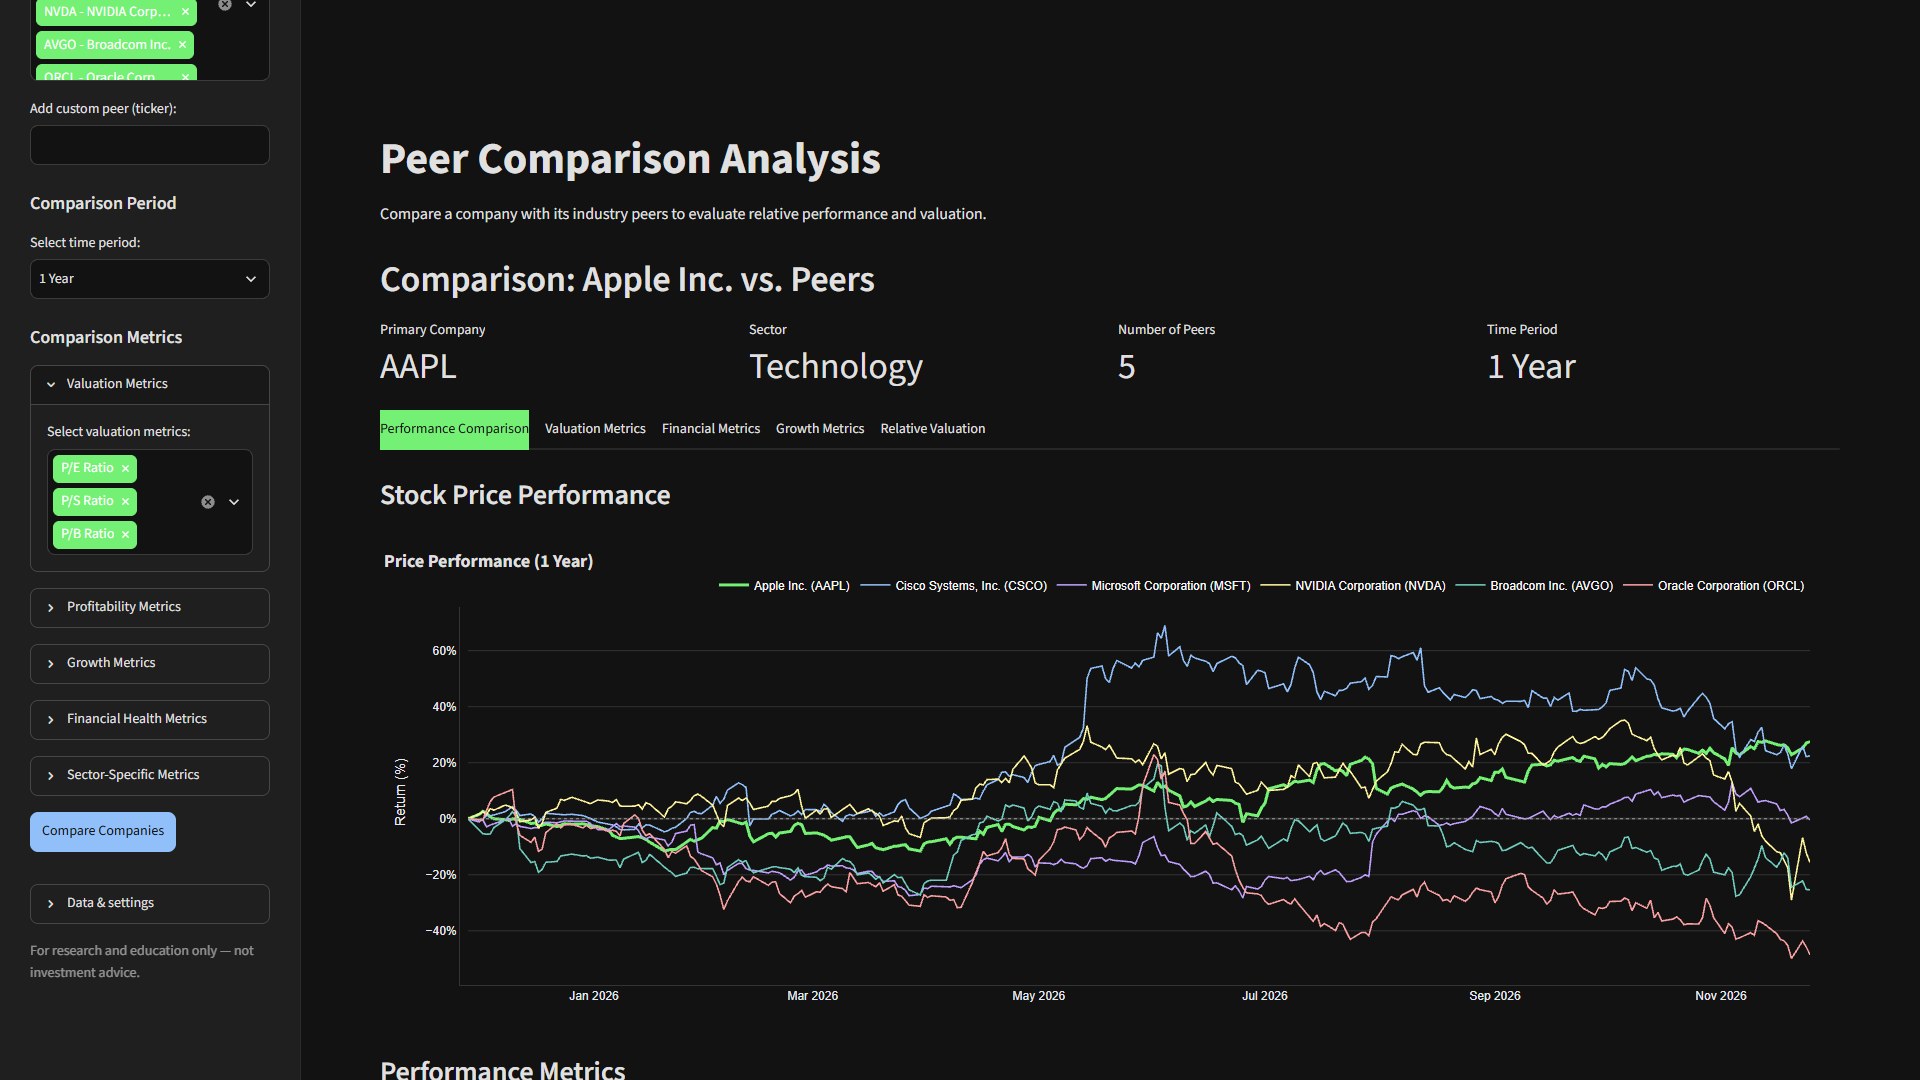 NVDA - NVIDIA Corp...
AVGO - Broadcom Inc.
ORCL - Oracle Corp...
Add custom peer (ticker):
Comparison Period
Select time period:
1 Year
Comparison Metrics
Valuation Metrics
Select valuation metrics:
P/E Ratio
P/S Ratio
P/B Ratio
Profitability Metrics
Growth Metrics
Financial Health Metrics
Sector-Specific Metrics
Compare Companies
Data & settings
For research and education only — not
investment advice.
Peer Comparison Analysis
Compare a company with its industry peers to evaluate relative performance and valuation.
Comparison: Apple Inc. vs. Peers
Primary Company
AAPL
Sector
Technology
Number of Peers
5
Time Period
1 Year
Performance Comparison Valuation Metrics Financial Metrics Growth Metrics Relative Valuation
Stock Price Performance
Price Performance (1 Year)
Apple Inc. (AAPL) Cisco Systems, Inc. (CSCO) Microsoft Corporation (MSFT) NVIDIA Corporation (NVDA) Broadcom Inc. (AVGO) Oracle Corporation (ORCL)
Return (%)
60%
40%
20%
0%
−20%
−40%
Jan 2026 Mar 2026 May 2026 Jul 2026 Sep 2026 Nov 2026
Performance Metrics